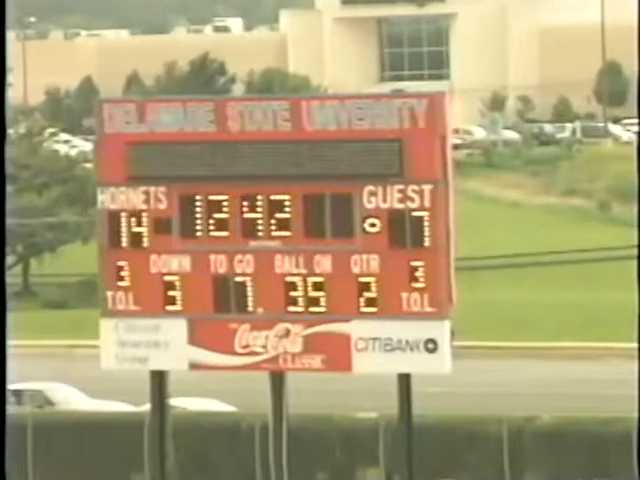 DELAWARE STATE UNIVERSITY
HORNETS 12 42 GUEST
14 7
3 DOWN TO GO BALL ON QTR 3
T.O.L. 3 7 35 2 T.O.L.
Coca-Cola CLASSIC
CITIBANK